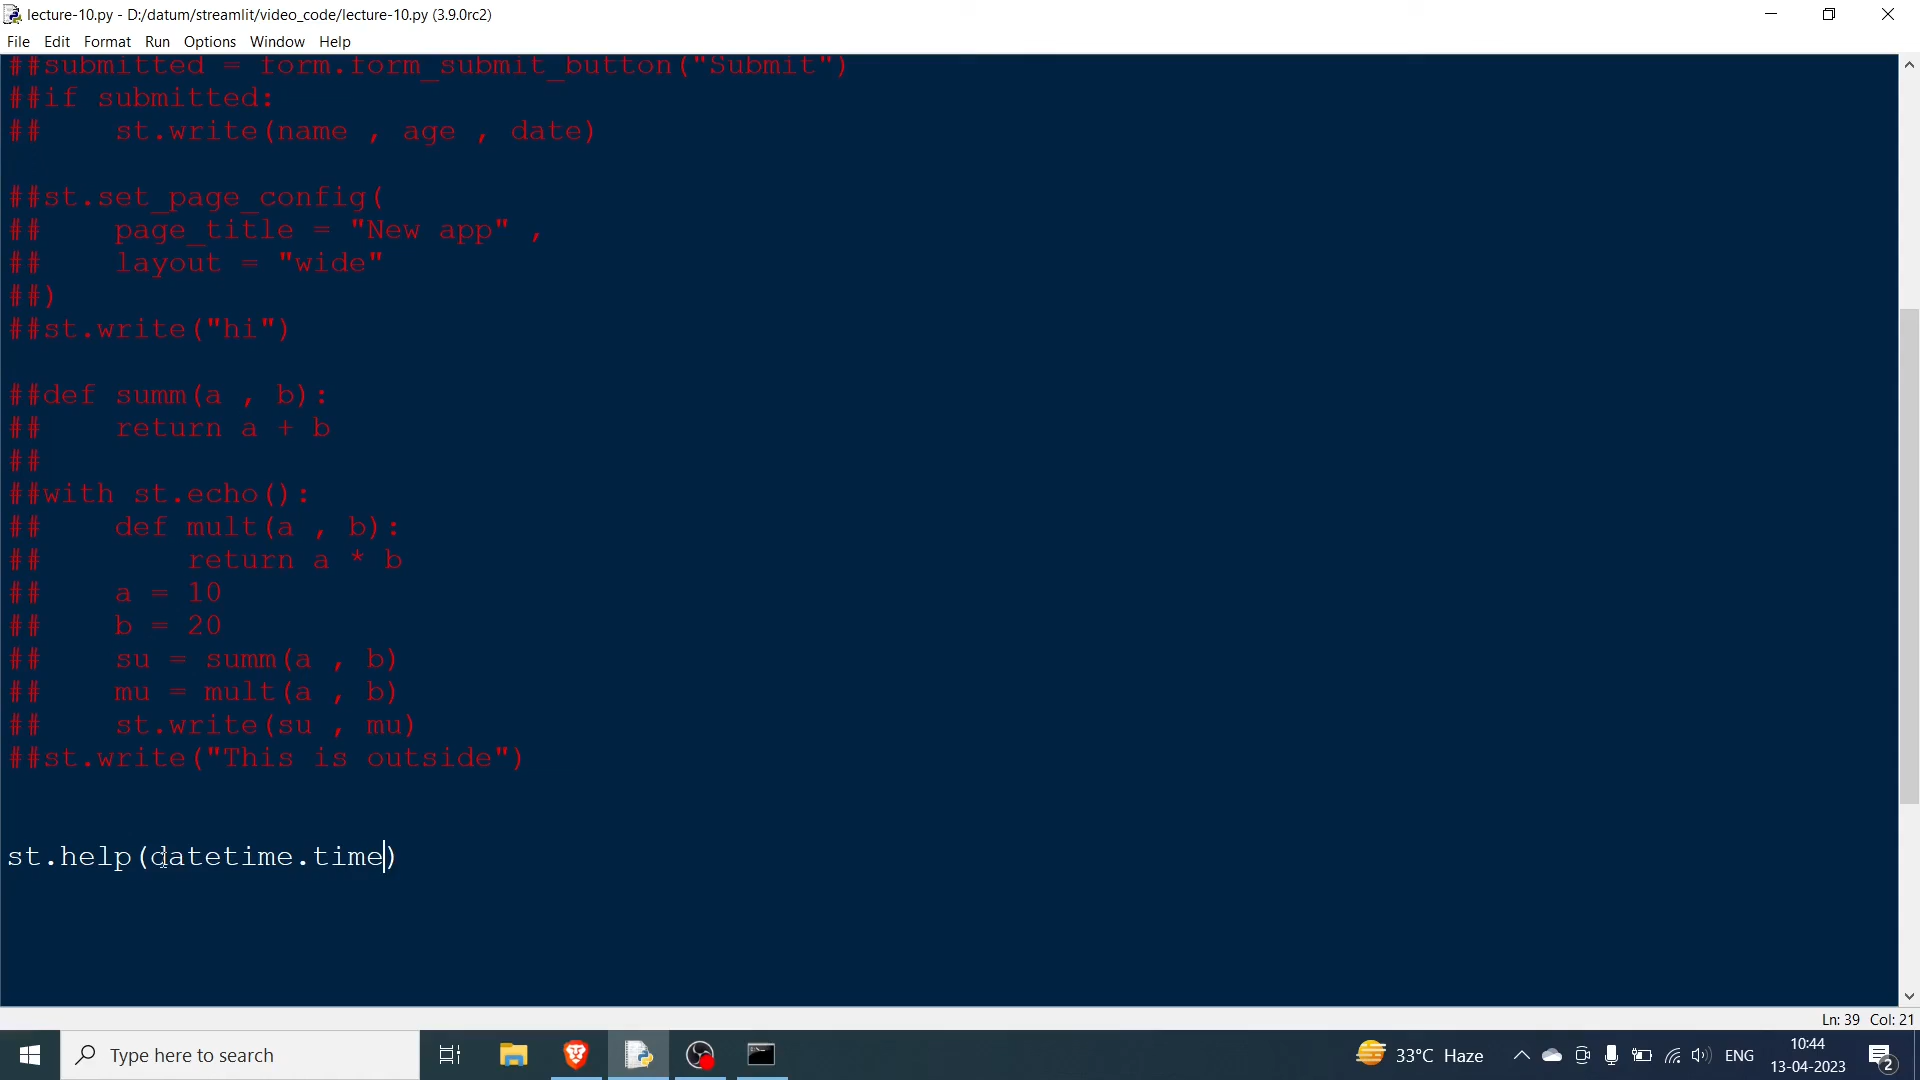 lecture-10.py - D:/datum/streamlit/video_code/lecture-10.py (3.9.0rc2)
File Edit Format Run Options Window Help
##submitted = form.form_submit_button("Submit")
##if submitted:
##    st.write(name , age , date)
##st.set_page_config(
##    page_title = "New app" ,
##    layout = "wide"
##)
##st.write("hi")
##def summ(a , b):
##    return a + b
##
##with st.echo():
##    def mult(a , b):
##        return a * b
##    a = 10
##    b = 20
##    su = summ(a , b)
##    mu = mult(a , b)
##    st.write(su , mu)
##st.write("This is outside")
st.help(datetime.time)
Ln: 39 Col: 21
Type here to search
33°C Haze
ENG
10:44
13-04-2023
2